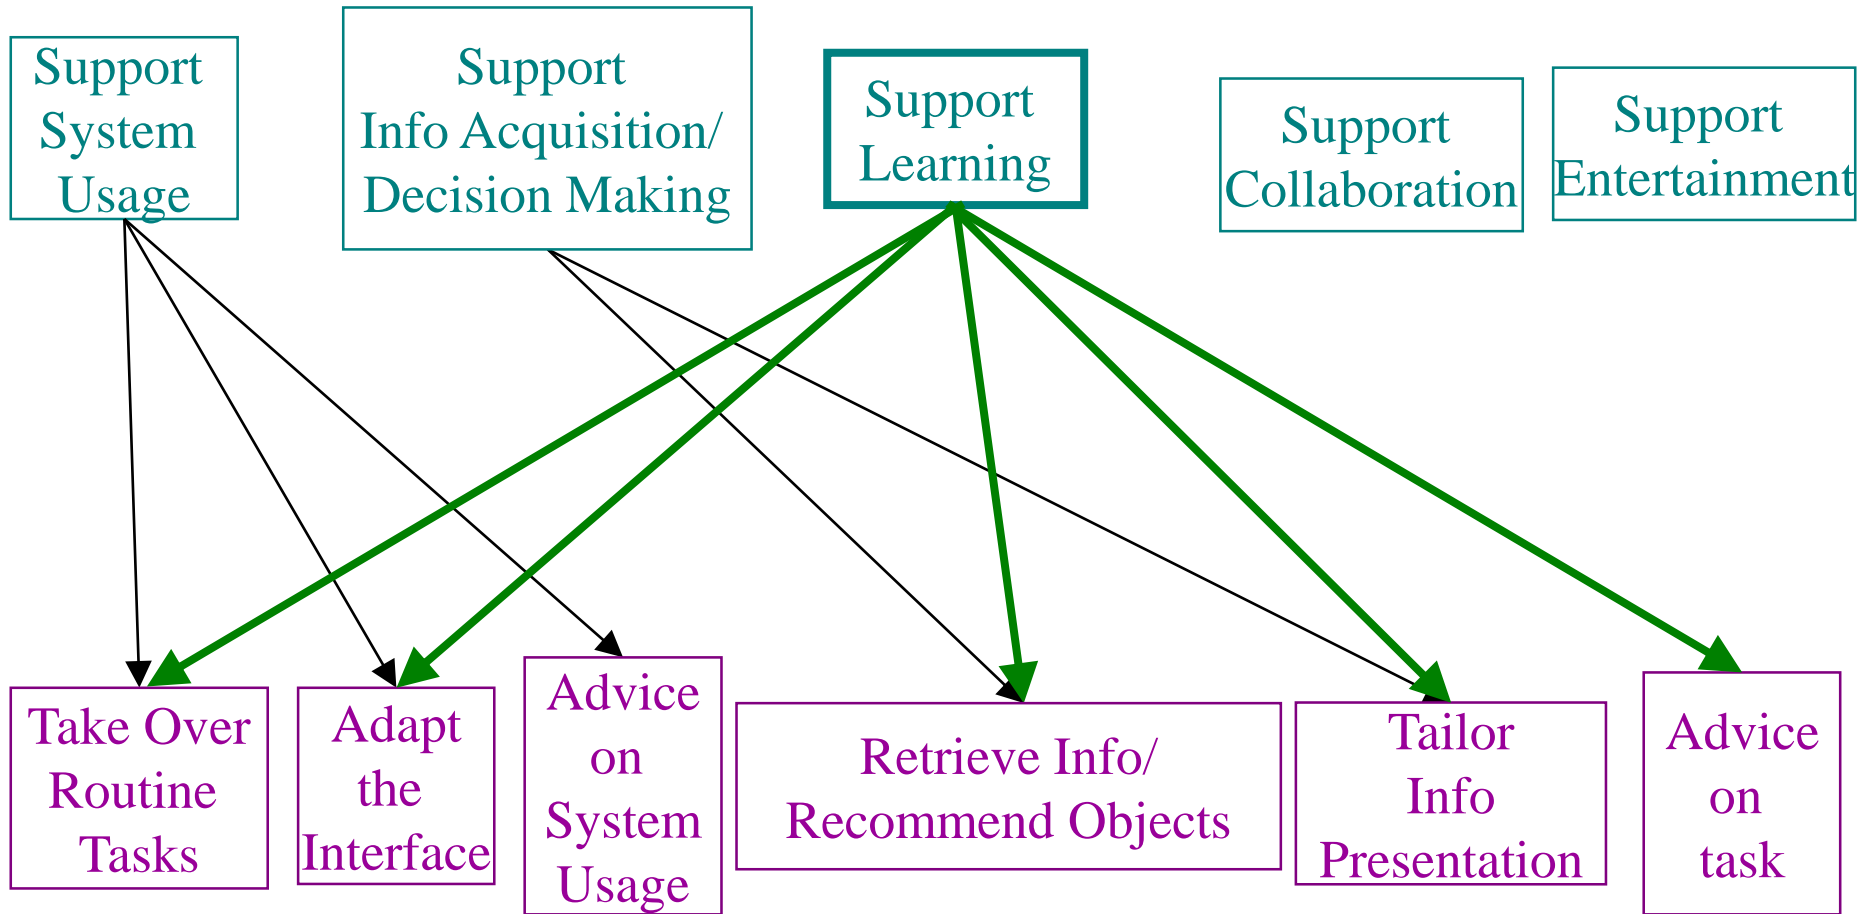 Support
System
Usage
Support
Info Acquisition/
Decision Making
Support
Learning
Support
Collaboration
Support
Entertainment
Take Over
Routine
Tasks
Adapt
the
Interface
Advice
on
System
Usage
Retrieve Info/
Recommend Objects
Tailor
Info
Presentation
Advice
on
task